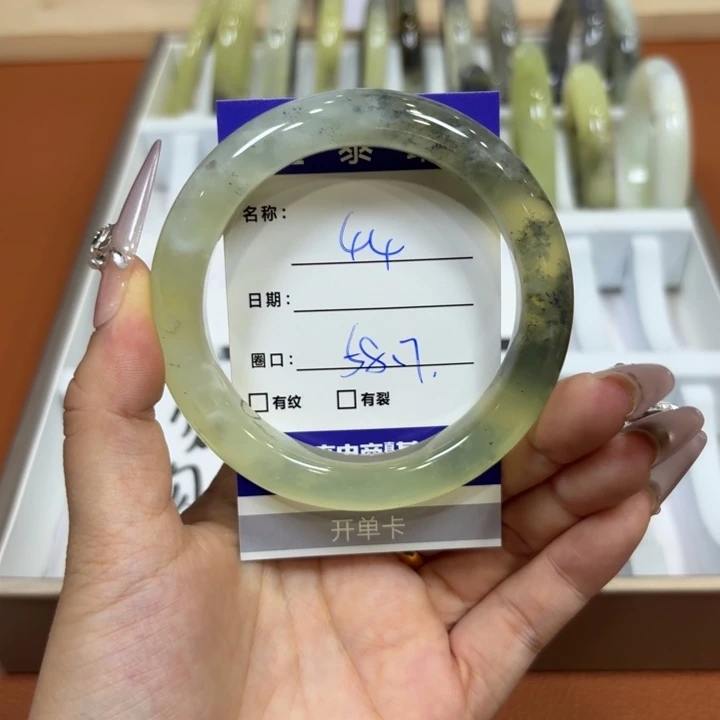 名称： 44
日期：
圈口： 58.7.
□有纹 □有裂
开单卡